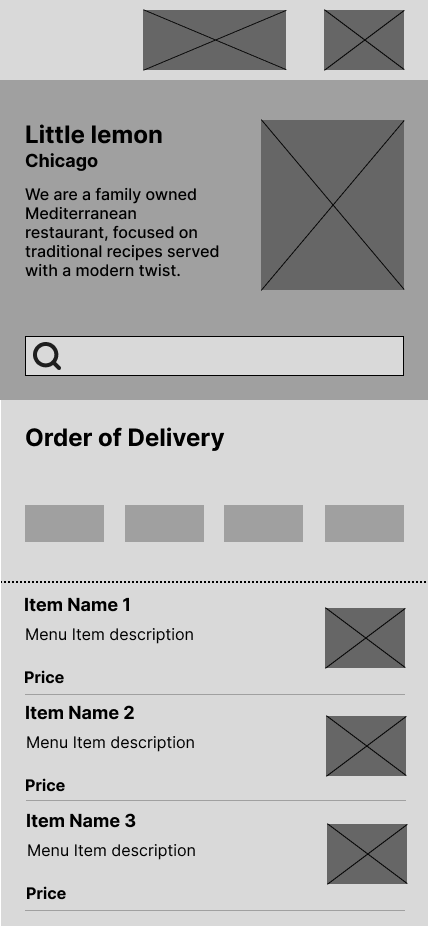 Little lemon
Chicago
We are a family owned
Mediterranean
restaurant, focused on
traditional recipes served
with a modern twist.
Order of Delivery
Item Name 1
Menu Item description
Price
Item Name 2
Menu Item description
Price
Item Name 3
Menu Item description
Price